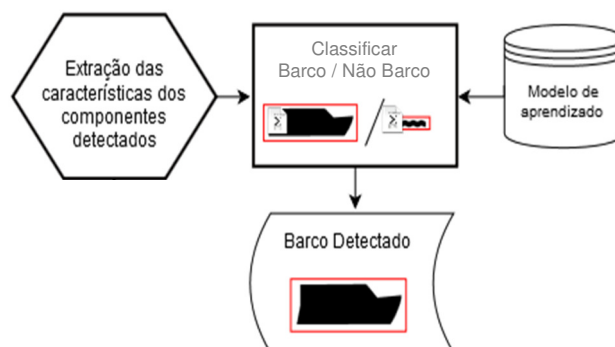 Extração das
características dos
componentes
detectados
Classificar
Barco / Não Barco
Modelo de
aprendizado
Barco Detectado